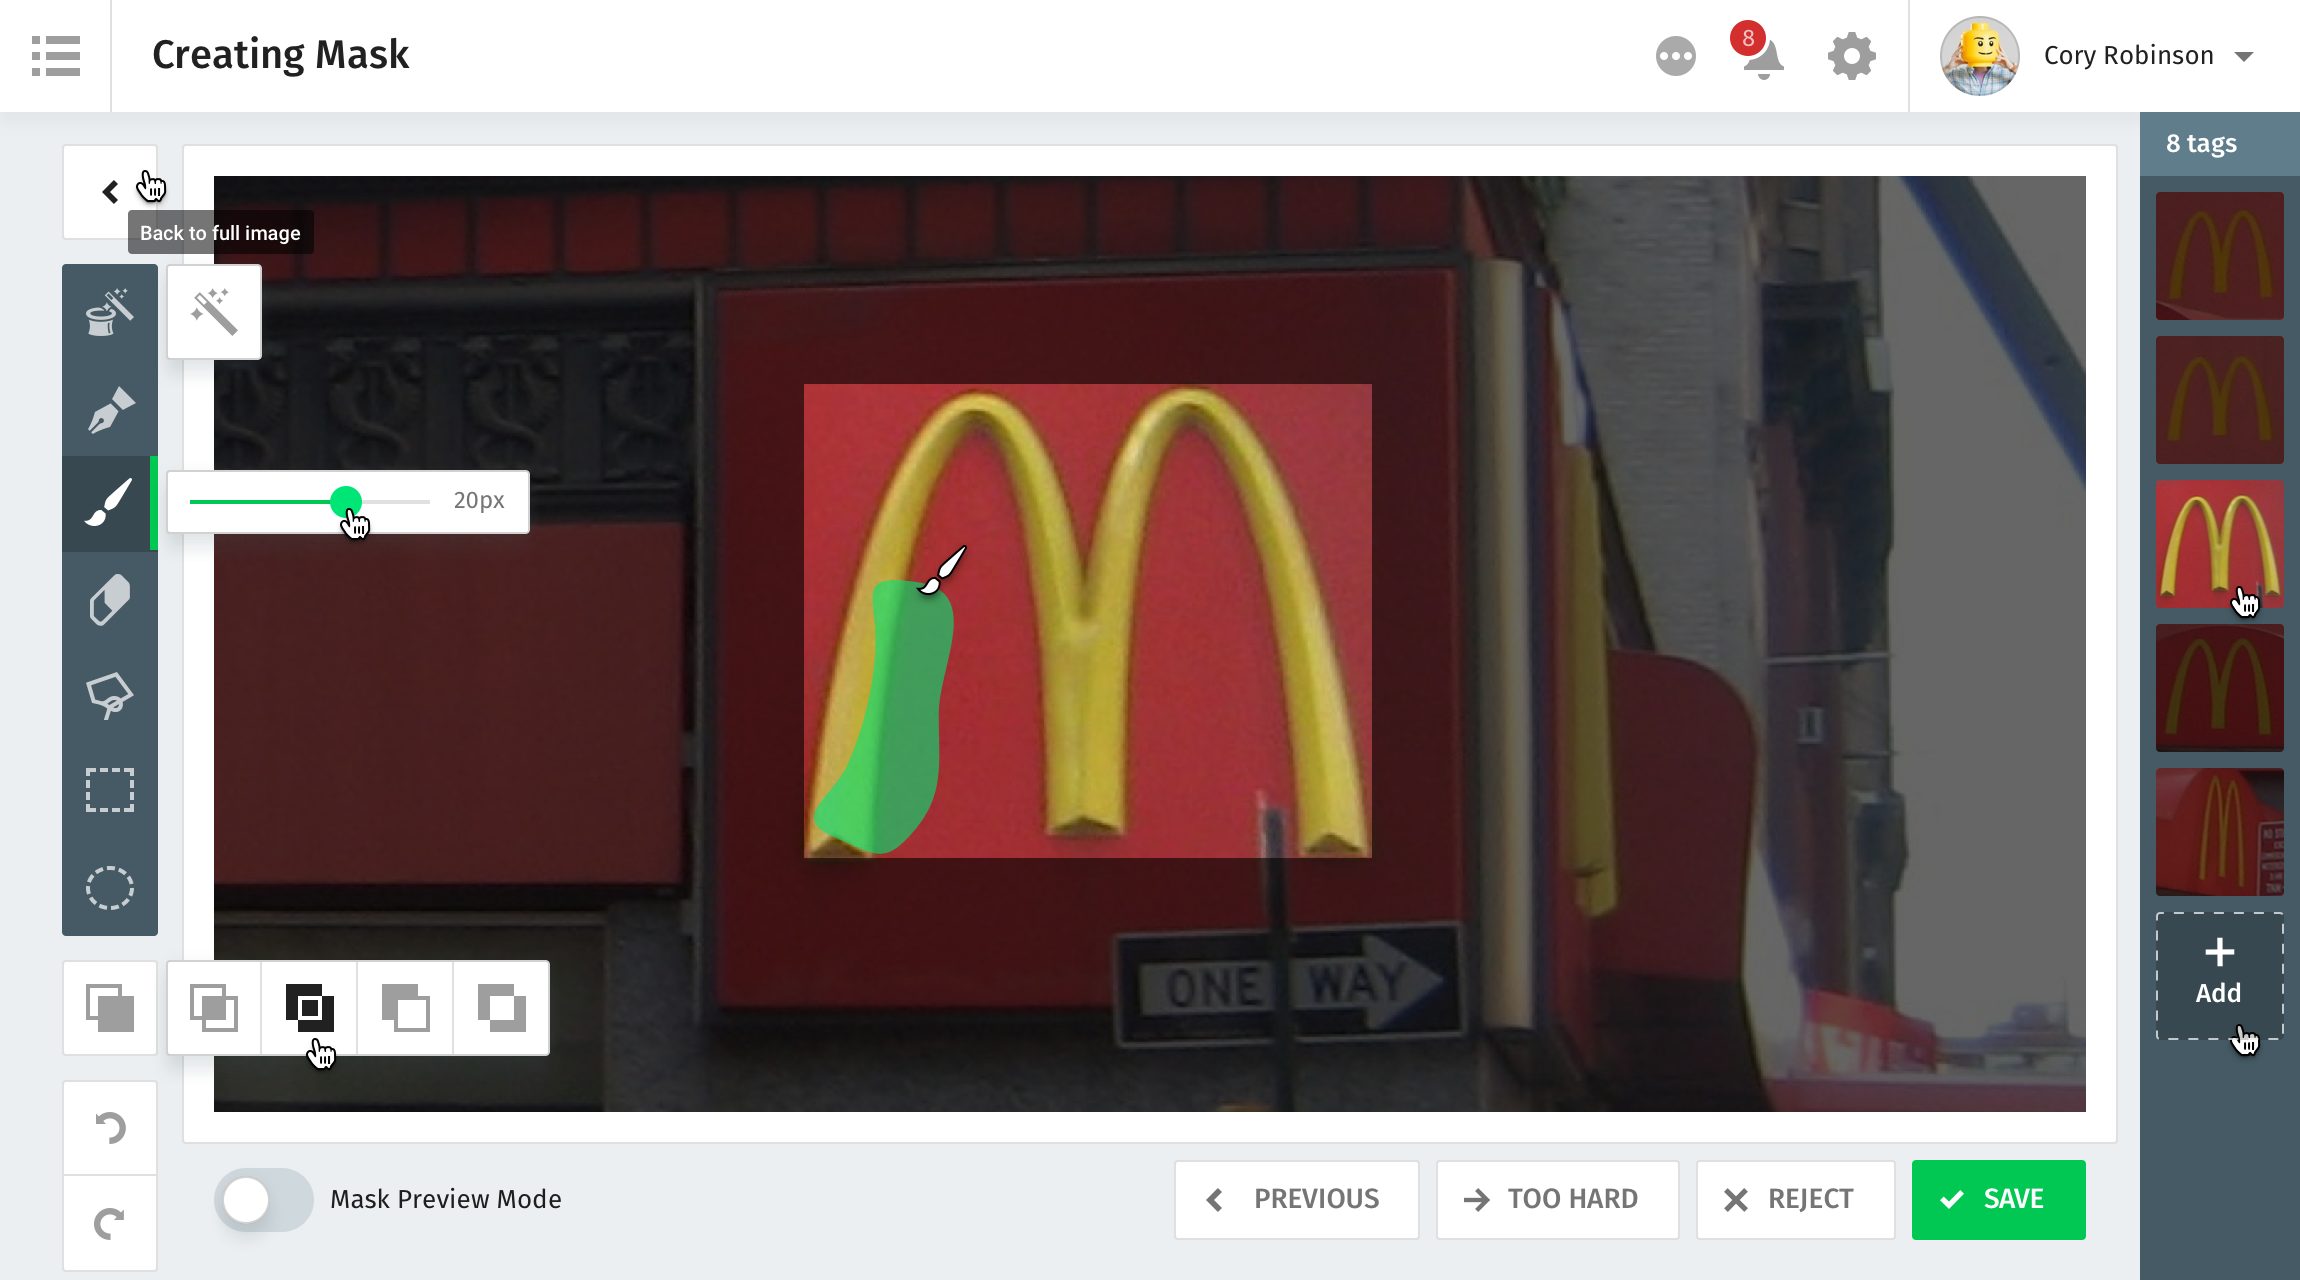 Creating Mask
8
Cory Robinson
8 tags
Back to full image
20px
ONE WAY
Add
Mask Preview Mode
PREVIOUS
TOO HARD
REJECT
SAVE